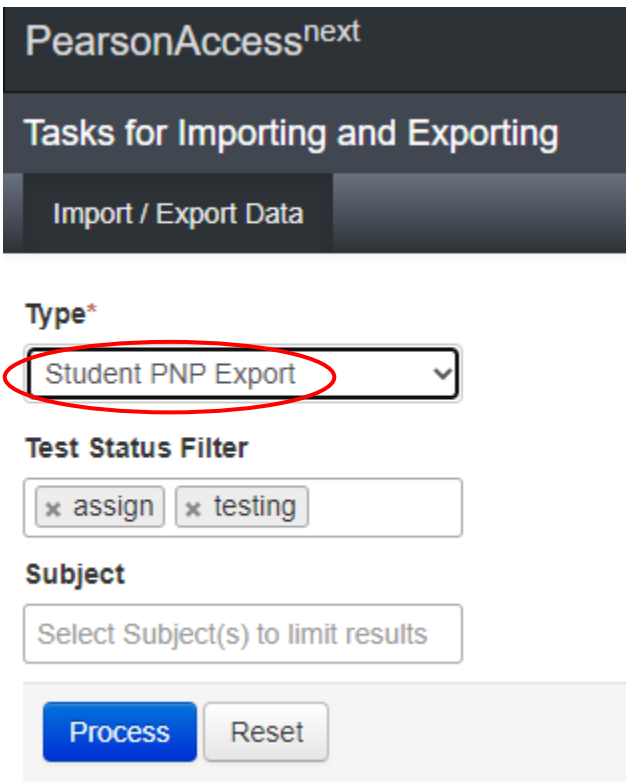 PearsonAccessnext
Tasks for Importing and Exporting
Import / Export Data
Type*
Student PNP Export
Test Status Filter
× assign × testing
Subject
Select Subject(s) to limit results
Process Reset